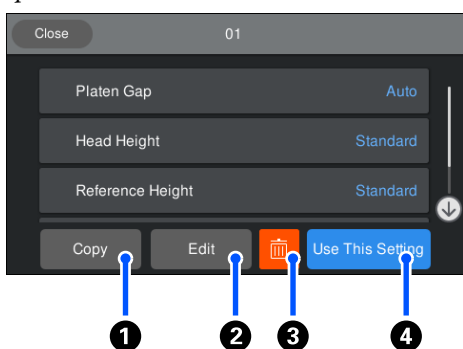 Close 01
Platen Gap Auto
Head Height Standard
Reference Height Standard
Copy Edit Use This Setting
1 2 3 4